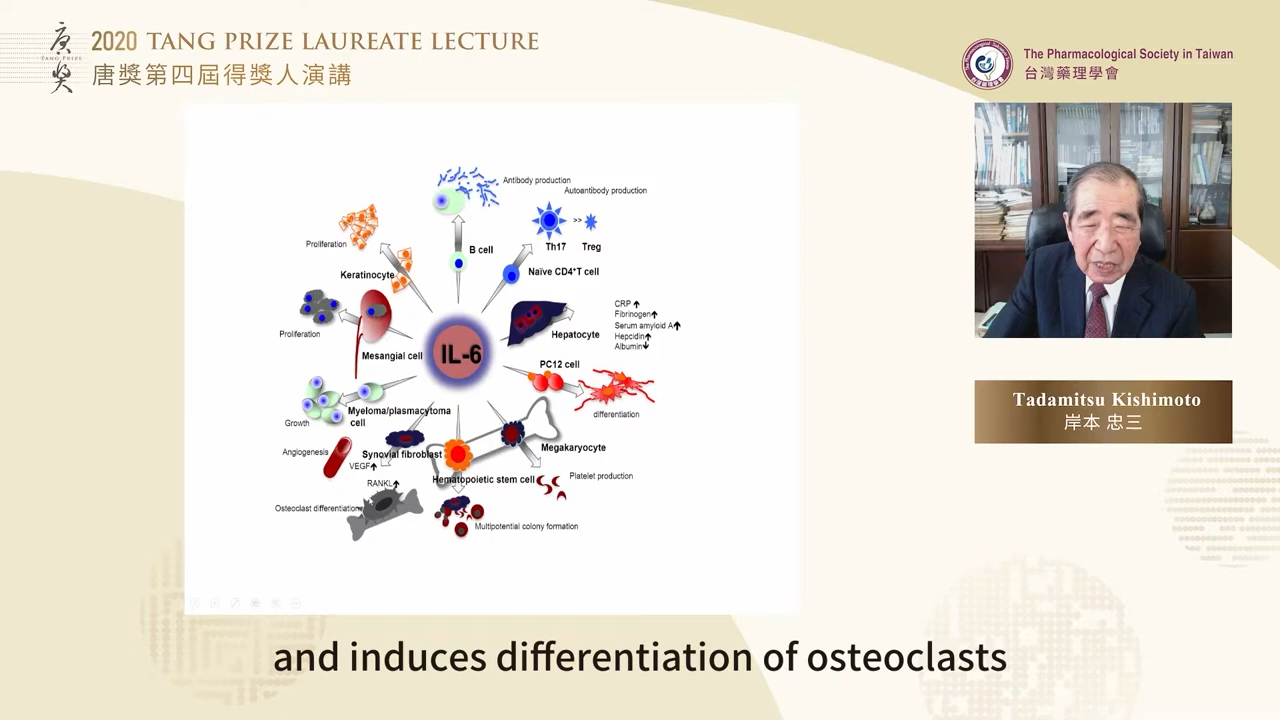 唐獎
TANG PRIZE
2020 TANG PRIZE LAUREATE LECTURE
唐獎第四屆得獎人演講
The Pharmacological Society in Taiwan
台灣藥理學會
Antibody production
Autoantibody production
B cell
>>
Th17
Treg
Naïve CD4+T cell
Proliferation
Keratinocyte
Proliferation
Mesangial cell
IL-6
Hepatocyte
CRP↑
Fibrinogen↑
Serum amyloid A↑
Hepcidin↑
Albumin↓
PC12 cell
differentiation
Myeloma/plasmacytoma
cell
Growth
Angiogenesis
Synovial fibroblast
VEGF↑
RANKL↑
Osteoclast differentiation
Hematopoietic stem cell
Multipotential colony formation
Megakaryocyte
Platelet production
Tadamitsu Kishimoto
岸本 忠三
and induces differentiation of osteoclasts